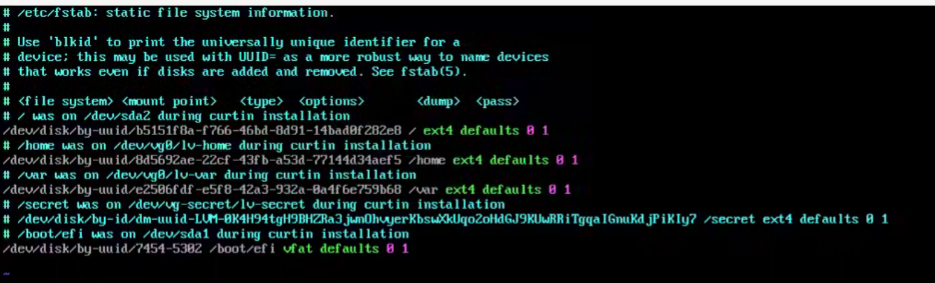 # /etc/fstab: static file system information.
#
# Use 'blkid' to print the universally unique identifier for a
# device; this may be used with UUID= as a more robust way to name devices
# that works even if disks are added and removed. See fstab(5).
#
# <file system> <mount point>   <type>  <options>       <dump>  <pass>
# / was on /dev/sda2 during curtin installation
/dev/disk/by-uuid/b5151f8a-f766-46bd-8d91-14bad0f282e8 / ext4 defaults 0 1
# /home was on /dev/vg0/lv-home during curtin installation
/dev/disk/by-uuid/8d5692ae-22cf-43fb-a53d-77144d34aef5 /home ext4 defaults 0 1
# /var was on /dev/vg0/lv-var during curtin installation
/dev/disk/by-uuid/e2506fdf-e5f8-42a3-932a-0a4f6e759b68 /var ext4 defaults 0 1
# /secret was on /dev/vg-secret/lv-secret during curtin installation
# /dev/disk/by-id/dm-uuid-LVM-0K4H94tgH9BHZRa3jwnOhvyerKbswXkUqo2oHdGJ9KUwRRiTgqaIGnuKdjPiKIy7 /secret ext4 defaults 0 1
# /boot/efi was on /dev/sda1 during curtin installation
/dev/disk/by-uuid/7454-5302 /boot/efi vfat defaults 0 1
~